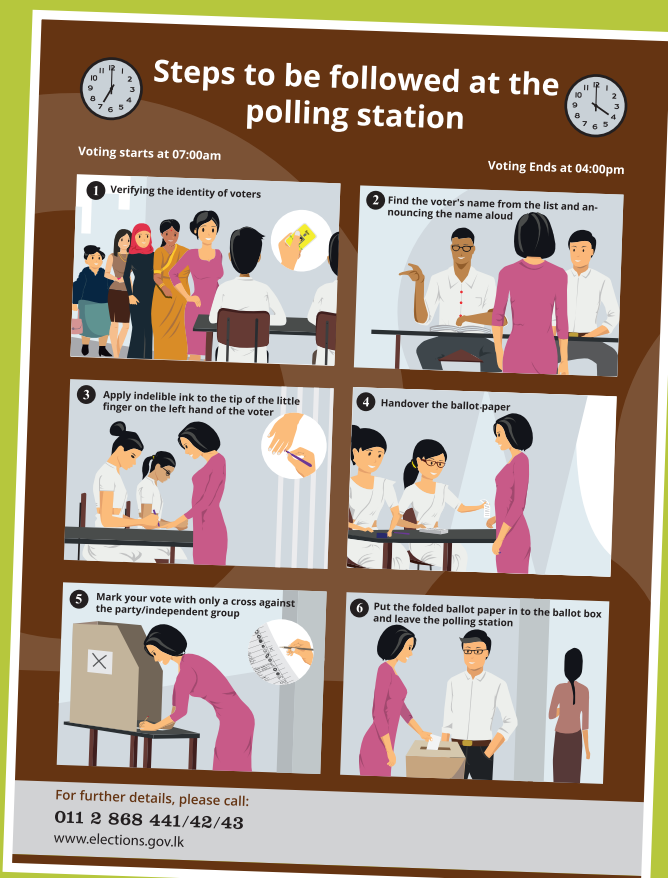 Steps to be followed at the
polling station
Voting starts at 07:00am
Voting Ends at 04:00pm
1 Verifying the identity of voters
2 Find the voter's name from the list and an-
nouncing the name aloud
3 Apply indelible ink to the tip of the little
finger on the left hand of the voter
4 Handover the ballot paper
5 Mark your vote with only a cross against
the party/independent group
6 Put the folded ballot paper in to the ballot box
and leave the polling station
For further details, please call:
011 2 868 441/42/43
www.elections.gov.lk